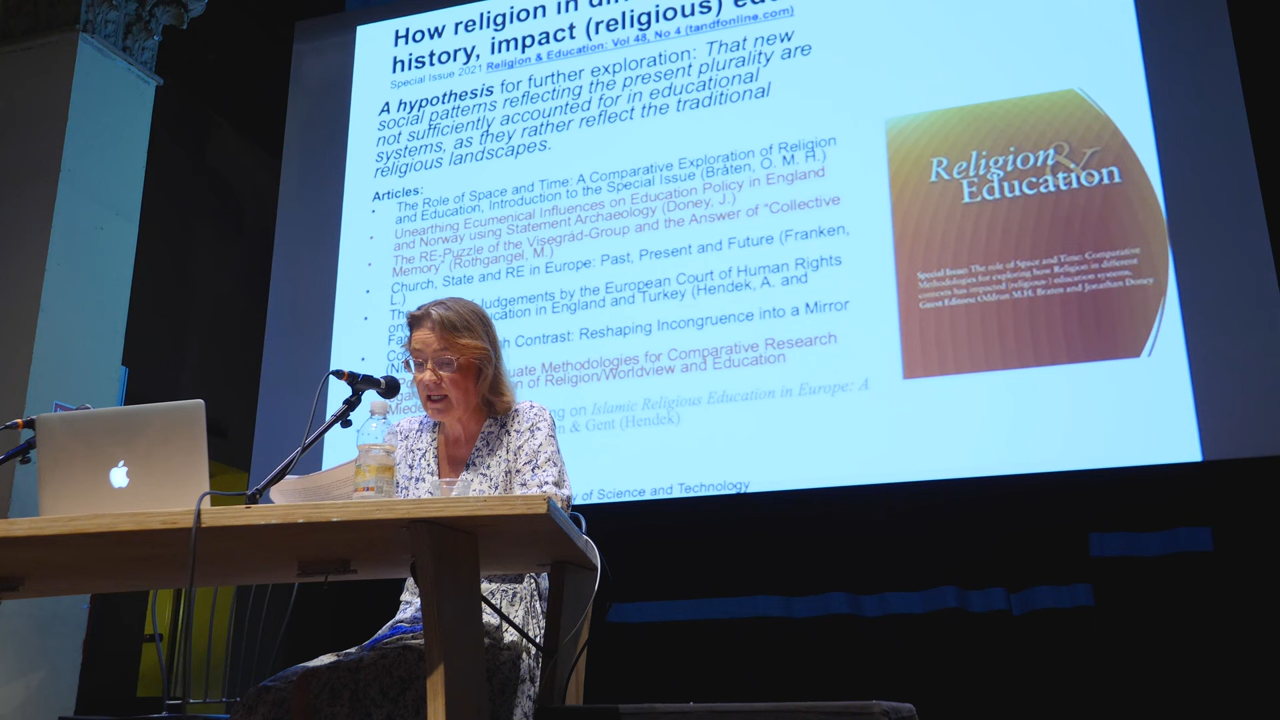 How religion in
history, impact (religious)
Special Issue 2021 Religion & Education: Vol 48, No 4 (tandfonline.com)
A hypothesis for further exploration: That new
social patterns reflecting the present plurality are
not sufficiently accounted for in educational
systems, as they rather reflect the traditional
religious landscapes.
Articles:
• The Role of Space and Time: A Comparative Exploration of Religion
and Education, Introduction to the Special Issue (Bråten, O. M. H.)
• Unearthing Ecumenical Influences on Education Policy in England
and Norway using Statement Archaeology (Doney, J.)
• The RE-Puzzle of the Visegrád-Group and the Answer of "Collective
Memory" (Rothgangel, M.)
• Church, State and RE in Europe: Past, Present and Future (Franken,
L.)
• The Judgements by the European Court of Human Rights
on Education in England and Turkey (Hendek, A. and
Contrast: Reshaping Incongruence into a Mirror
Methodologies for Comparative Research
of Religion/Worldview and Education
on Islamic Religious Education in Europe: A
& Gent (Hendek)
of Science and Technology
Religion &
Education
Special Issue: The role of Space and Time: Comparative
Methodologies for exploring how Religion in different
contexts has impacted (religious-) education systems,
Guest Editors: Oddrun M.H. Braten and Jonathan Doney